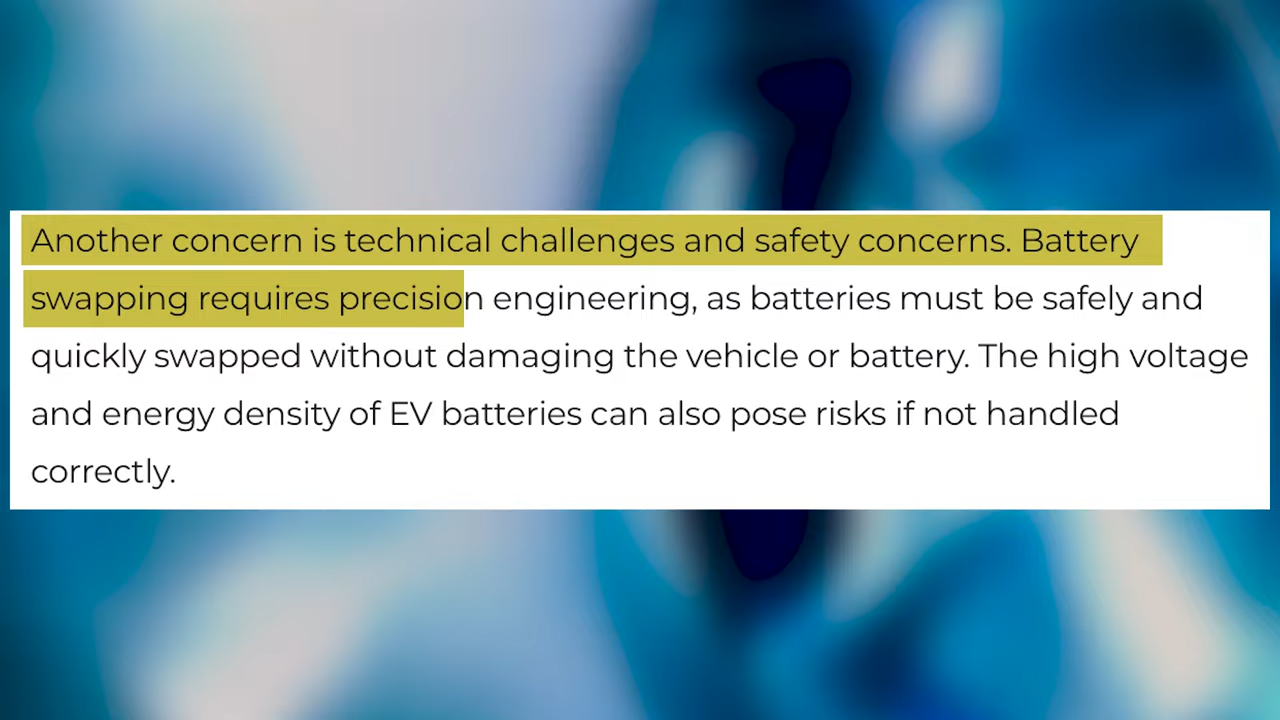 Another concern is technical challenges and safety concerns. Battery
swapping requires precision engineering, as batteries must be safely and
quickly swapped without damaging the vehicle or battery. The high voltage
and energy density of EV batteries can also pose risks if not handled
correctly.